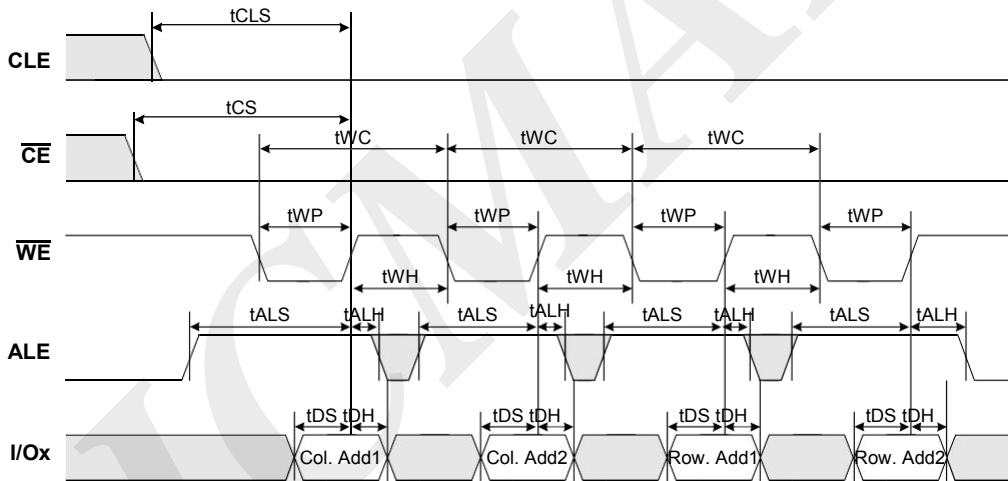 tCLS
CLE
tCS
CE
tWC tWC tWC
tWP tWP tWP tWP
WE
tWH tWH tWH
tALS tALH tALS tALH tALS tALH tALS tALH
ALE
tDS tDH tDS tDH tDS tDH tDS tDH
I/Ox Col. Add1 Col. Add2 Row. Add1 Row. Add2